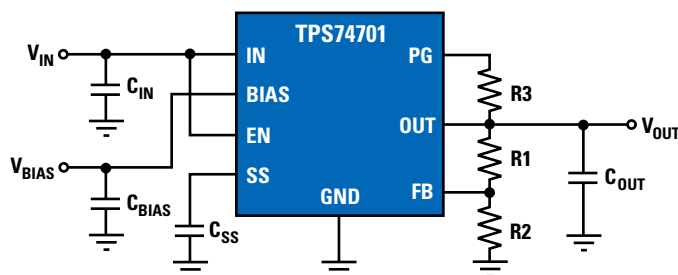 TPS74701
V_IN
IN
PG
C_IN
R3
BIAS
OUT
V_OUT
EN
R1
V_BIAS
SS
FB
C_OUT
GND
C_BIAS
C_SS
R2